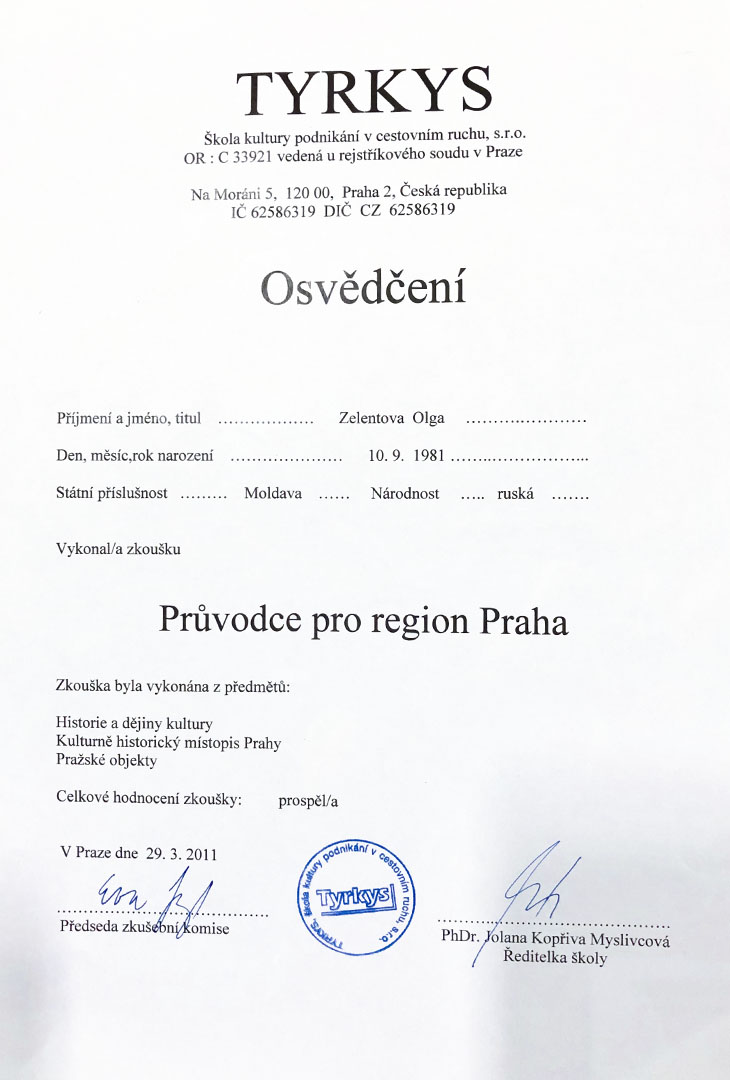 TYRKYS
Škola kultury podnikání v cestovním ruchu, s.r.o.
OR : C 33921 vedená u rejstříkového soudu v Praze
Na Moráni 5, 120 00, Praha 2, Česká republika
IČ 62586319 DIČ CZ 62586319
Osvědčení
Příjmení a jméno, titul ……………… Zelentova Olga ……….…………
Den, měsíc,rok narození ………………… 10. 9. 1981 ……..……………...
Státní příslušnost ……… Moldava …… Národnost ….. ruská …….
Vykonal/a zkoušku
Průvodce pro region Praha
Zkouška byla vykonána z předmětů:
Historie a dějiny kultury
Kulturně historický místopis Prahy
Pražské objekty
Celkové hodnocení zkoušky: prospěl/a
V Praze dne 29. 3. 2011
Eva
Předseda zkušební komise
TYRKYS, škola kultury podnikání v cestovním ruchu, s.r.o.
Tyrkys
PhDr. Jolana Kopřiva Myslivcová
Ředitelka školy